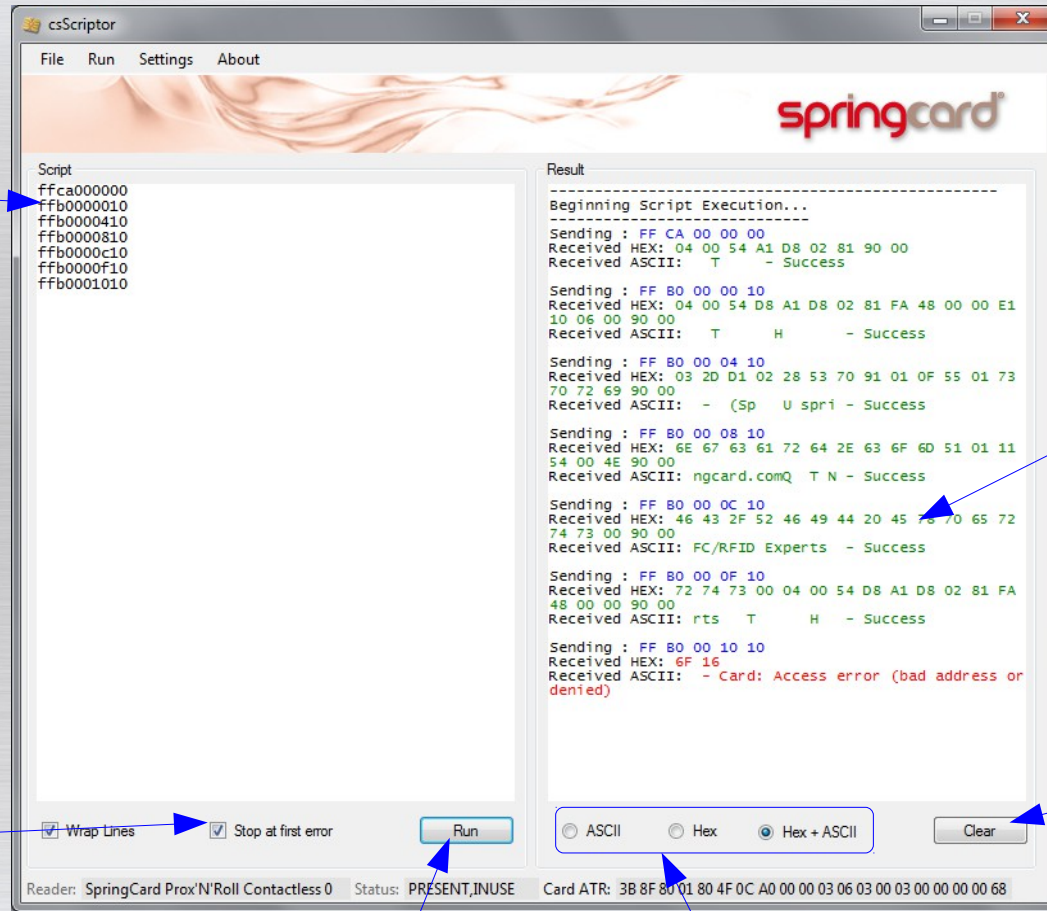 csScriptor
File Run Settings About
springcard
Script
ffca000000
ffb0000010
ffb0000410
ffb0000810
ffb0000c10
ffb0000f10
ffb0001010
Wrap Lines
Stop at first error
Run
Result
---------------------------------------------------
Beginning Script Execution...
------------------------------
Sending : FF CA 00 00 00
Received HEX: 04 00 54 A1 D8 02 81 90 00
Received ASCII: T - Success
Sending : FF B0 00 00 10
Received HEX: 04 00 54 D8 A1 D8 02 81 FA 48 00 00 E1
10 06 00 90 00
Received ASCII: T H - Success
Sending : FF B0 00 04 10
Received HEX: 03 2D D1 02 28 53 70 91 01 0F 55 01 73
70 72 69 90 00
Received ASCII: - (Sp U spri - Success
Sending : FF B0 00 08 10
Received HEX: 6E 67 63 61 72 64 2E 63 6F 6D 51 01 11
54 00 4E 90 00
Received ASCII: ngcard.comQ T N - Success
Sending : FF B0 00 0C 10
Received HEX: 46 43 2F 52 46 49 44 20 45 78 70 65 72
74 73 00 90 00
Received ASCII: FC/RFID Experts - Success
Sending : FF B0 00 0F 10
Received HEX: 72 74 73 00 04 00 54 D8 A1 D8 02 81 FA
48 00 00 90 00
Received ASCII: rts T H - Success
Sending : FF B0 00 10 10
Received HEX: 6F 16
Received ASCII: - Card: Access error (bad address or
denied)
ASCII
Hex
Hex + ASCII
Clear
Reader: SpringCard Prox'N'Roll Contactless 0 Status: PRESENT,INUSE Card ATR: 3B 8F 80 01 80 4F 0C A0 00 00 03 06 03 00 03 00 00 00 00 68